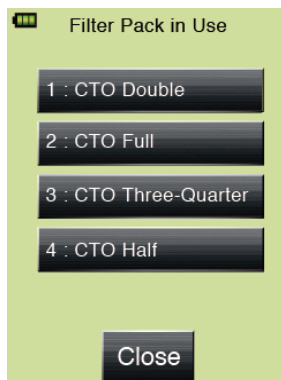 Filter Pack in Use
1 : CTO Double
2 : CTO Full
3 : CTO Three-Quarter
4 : CTO Half
Close